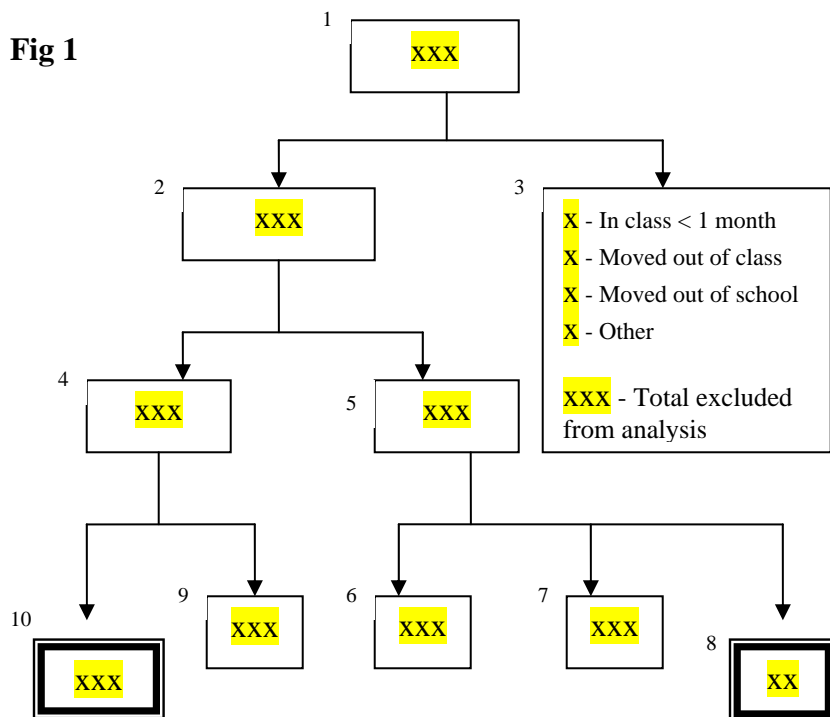 Fig 1
1
xxx
2
xxx
3
x - In class < 1 month
x - Moved out of class
x - Moved out of school
x - Other
xxx - Total excluded
from analysis
4
xxx
5
xxx
10
xxx
9
xxx
6
xxx
7
xxx
8
xx